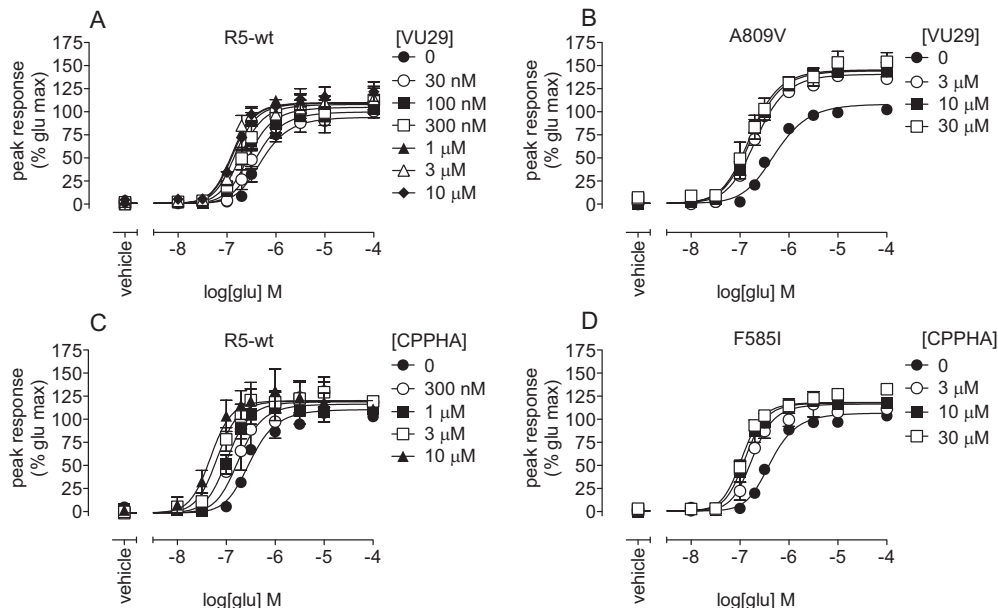 A
R5-wt
[VU29]
peak response
(% glu max)
175
150
125
100
75
50
25
0
0
30 nM
100 nM
300 nM
1 μM
3 μM
10 μM
vehicle
-8
-7
-6
-5
-4
log[glu] M
B
A809V
[VU29]
peak response
(% glu max)
175
150
125
100
75
50
25
0
0
3 μM
10 μM
30 μM
vehicle
-8
-7
-6
-5
-4
log[glu] M
C
R5-wt
[CPPHA]
peak response
(% glu max)
175
150
125
100
75
50
25
0
0
300 nM
1 μM
3 μM
10 μM
vehicle
-8
-7
-6
-5
-4
log[glu] M
D
F585I
[CPPHA]
peak response
(% glu max)
175
150
125
100
75
50
25
0
0
3 μM
10 μM
30 μM
vehicle
-8
-7
-6
-5
-4
log[glu] M